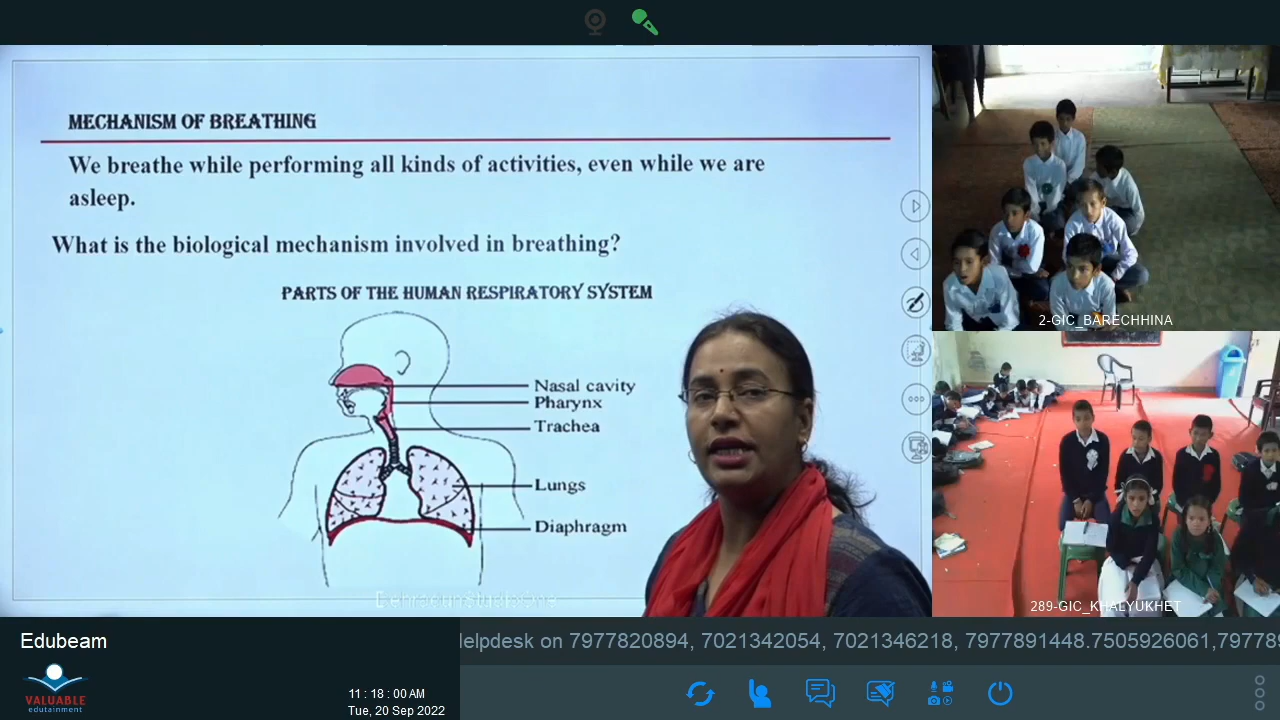 MECHANISM OF BREATHING
We breathe while performing all kinds of activities, even while we are
asleep.
What is the biological mechanism involved in breathing?
PARTS OF THE HUMAN RESPIRATORY SYSTEM
Nasal cavity
Pharynx
Trachea
Lungs
Diaphragm
2-GIC_BARECHHINA
289-GIC_KHALYUKHET
Edubeam
VALUABLE
edutainment
11 : 18 : 00 AM
Tue, 20 Sep 2022
elpdesk on 7977820894, 7021342054, 7021346218, 7977891448.7505926061,79778